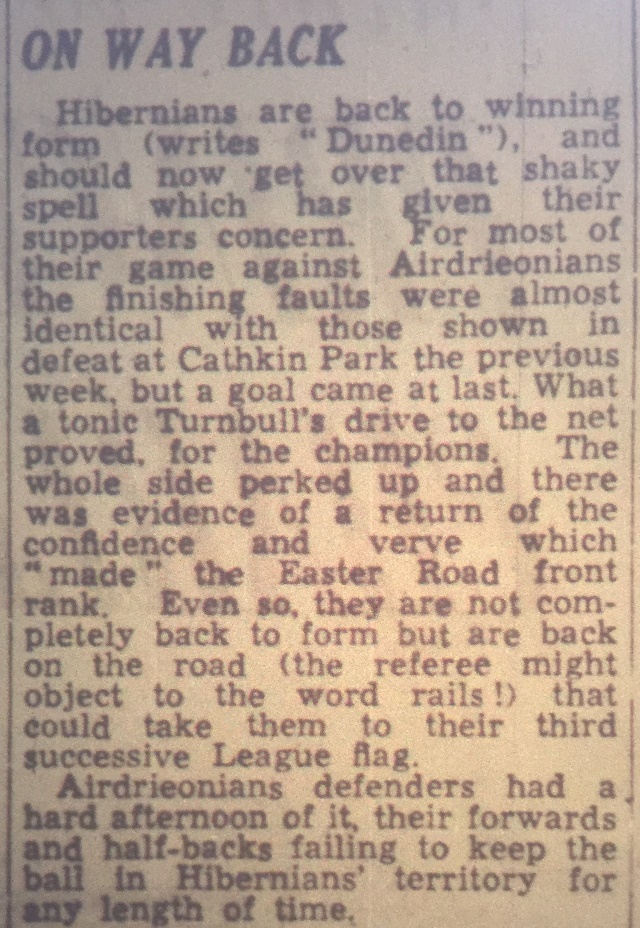 ON WAY BACK
Hibernians are back to winning
form (writes "Dunedin"), and
should now get over that shaky
spell which has given their
supporters concern. For most of
their game against Airdrieonians
the finishing faults were almost
identical with those shown in
defeat at Cathkin Park the previous
week, but a goal came at last. What
a tonic Turnbull's drive to the net
proved, for the champions. The
whole side perked up and there
was evidence of a return of the
confidence and verve which
"made" the Easter Road front
rank. Even so, they are not com-
pletely back to form but are back
on the road (the referee might
object to the word rails!) that
could take them to their third
successive League flag.
Airdrieonians defenders had a
hard afternoon of it, their forwards
and half-backs failing to keep the
ball in Hibernians' territory for
any length of time.